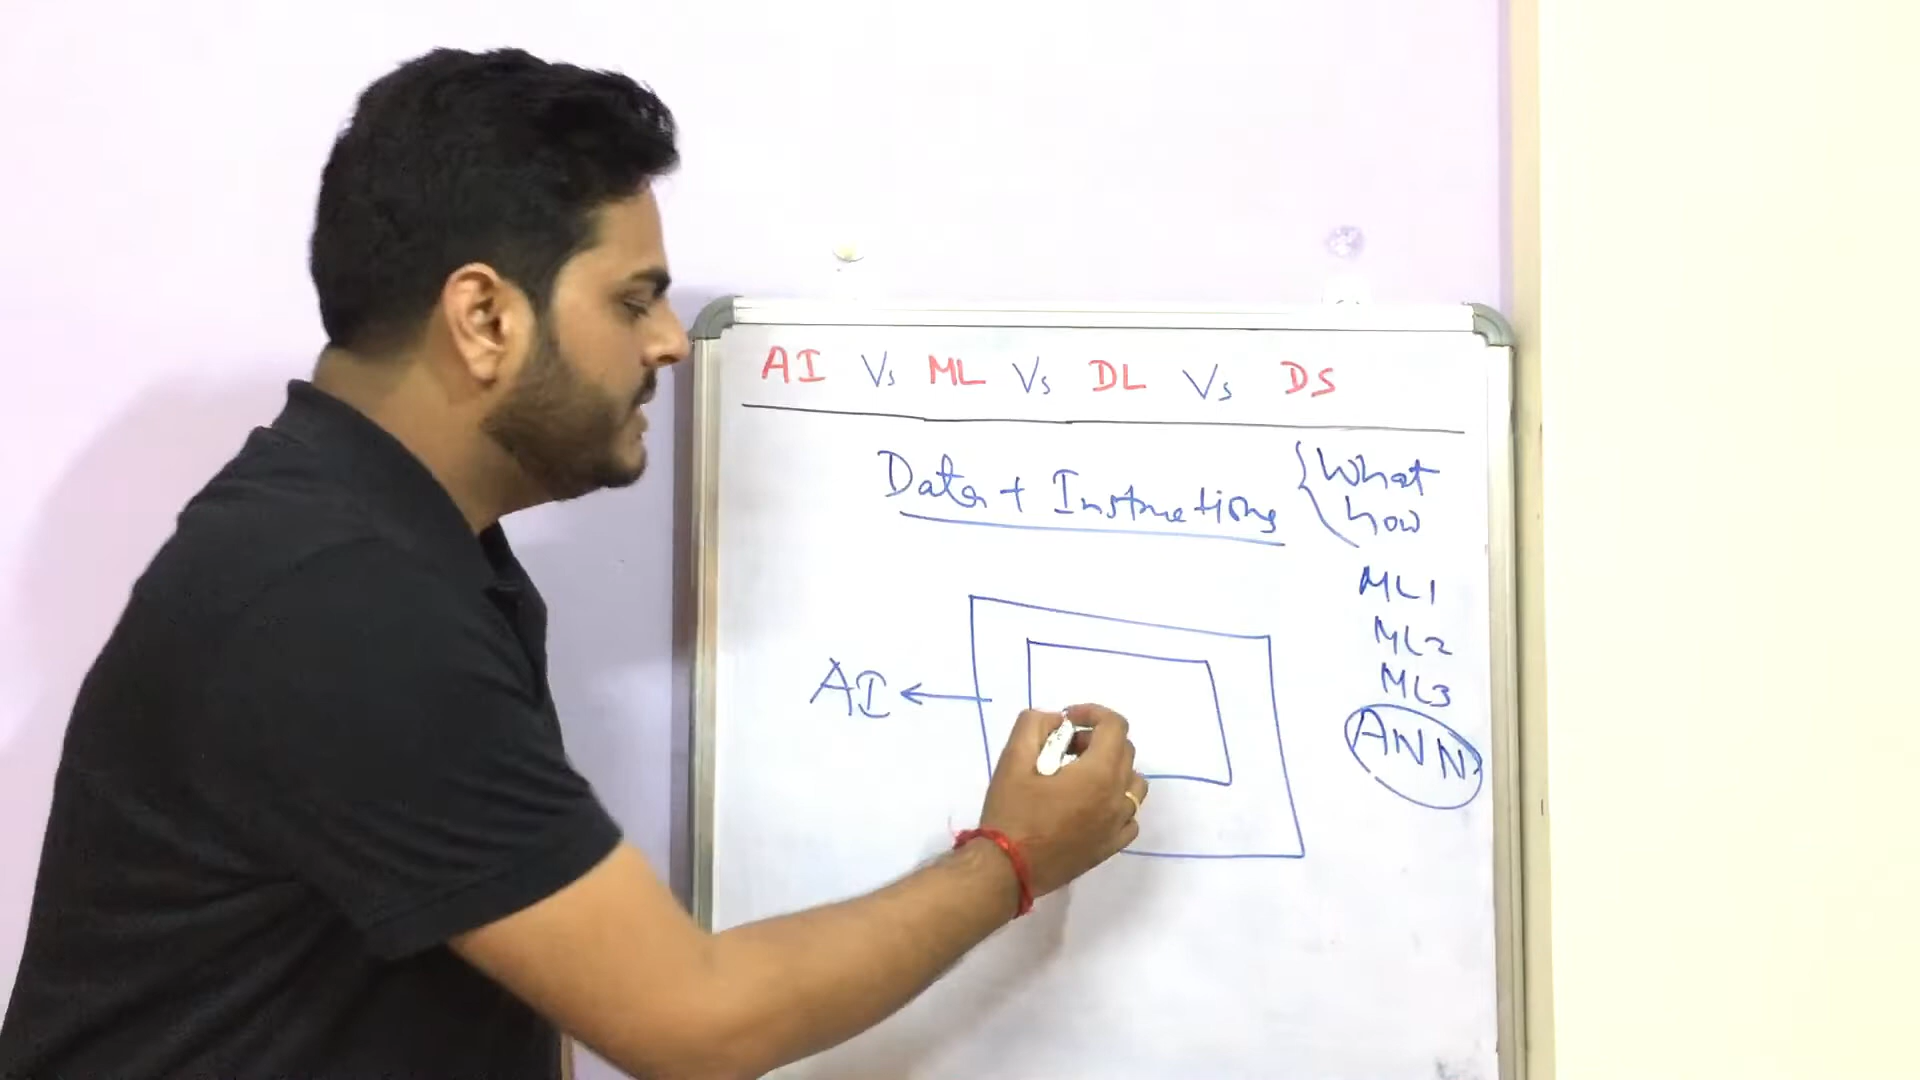 AI Vs ML Vs DL Vs DS
Data + Instructions
What
how
ML1
ML2
ML3
AI
ANN